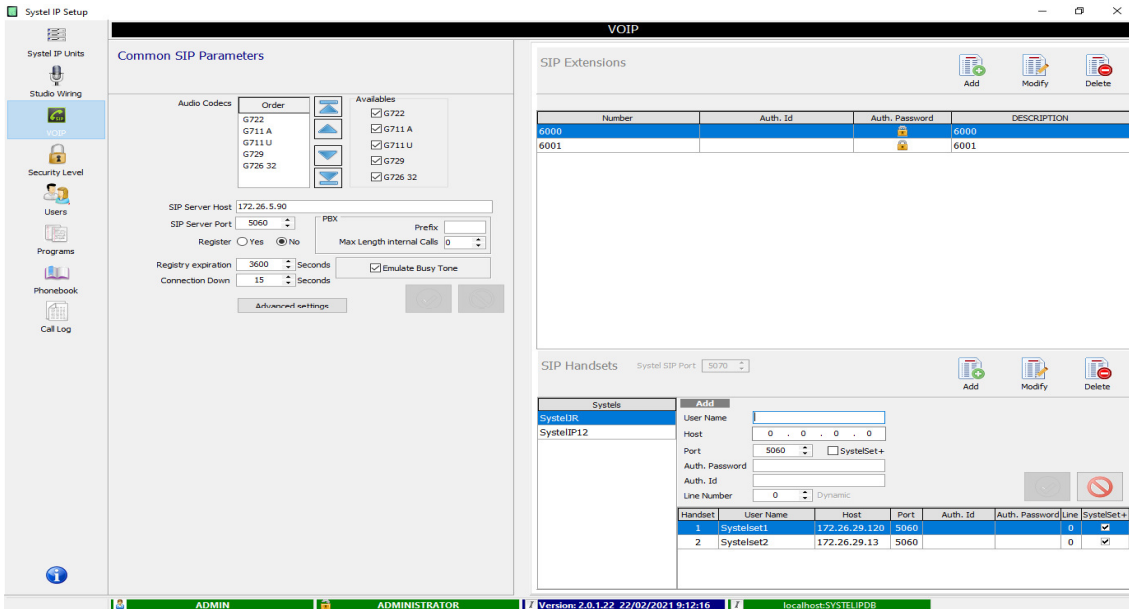 Systel IP Setup
VOIP
Systel IP Units
Studio Wiring
VOIP
Security Level
Users
Programs
Phonebook
Call Log
Common SIP Parameters
Audio Codecs
Order
G722
G711 A
G711 U
G729
G726 32
Availables
G722
G711 A
G711 U
G729
G726 32
SIP Server Host 172.26.5.90
SIP Server Port 5060
PBX
Prefix
Register Yes No
Max Length internal Calls 0
Registry expiration 3600 Seconds
Emulate Busy Tone
Connection Down 15 Seconds
Advanced settings
SIP Extensions
Add Modify Delete
Number Auth. Id Auth. Password DESCRIPTION
6000 6000
6001 6001
SIP Handsets Systel SIP Port 5070
Add Modify Delete
Systels
SystelJR
SystelIP12
Add
User Name
Host 0 . 0 . 0 . 0
Port 5060 SystelSet+
Auth. Password
Auth. Id
Line Number 0 Dynamic
Handset User Name Host Port Auth. Id Auth. Password Line SystelSet+
1 Systelset1 172.26.29.120 5060 0
2 Systelset2 172.26.29.13 5060 0
ADMIN ADMINISTRATOR Version: 2.0.1.22 22/02/2021 9:12:16 localhost:SYSTELIPDB